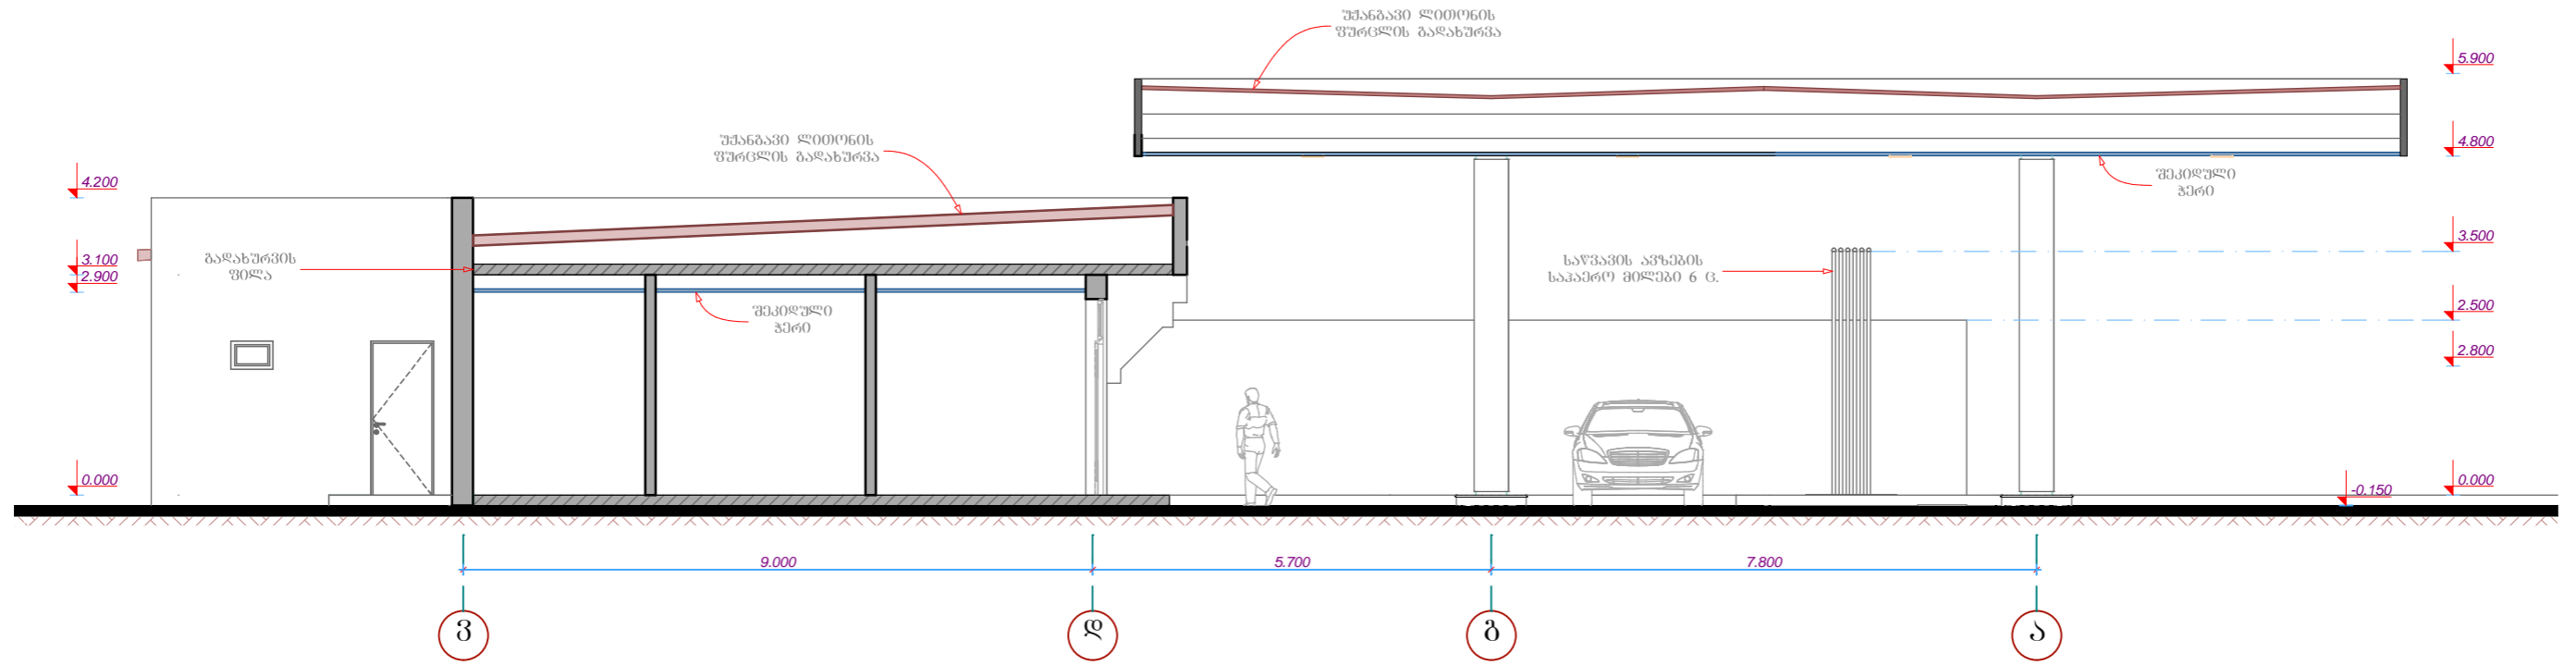 უჟანგავი ლითონის
ფურცლის გადახურვა
5.900
უჟანგავი ლითონის
ფურცლის გადახურვა
4.800
შეკიდული
ჭერი
4.200
3.500
გადახურვის
ფილა
3.100
2.900
საწვავის ავზების
საჰაერო მილები 6 ც.
შეკიდული
ჭერი
2.500
2.800
0.000
0.000
-0.150
9.000
5.700
7.800
ვ
დ
ბ
ა